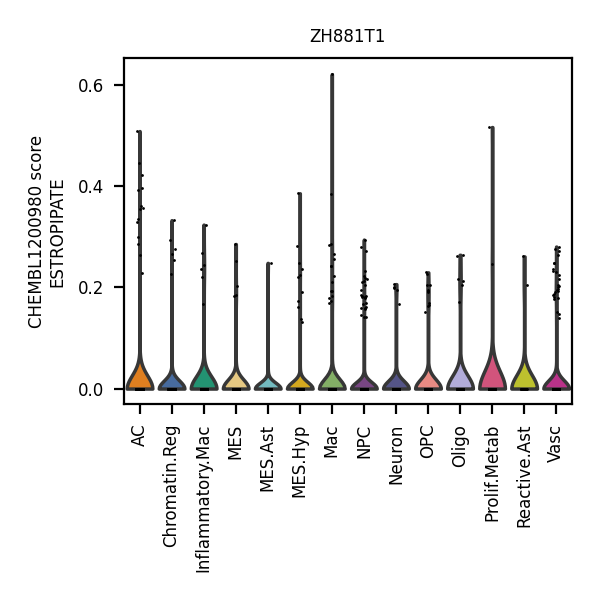 ZH881T1
CHEMBL1200980 score
ESTROPIPATE
0.6
0.4
0.2
0.0
AC
Chromatin.Reg
Inflammatory.Mac
MES
MES.Ast
MES.Hyp
Mac
NPC
Neuron
OPC
Oligo
Prolif.Metab
Reactive.Ast
Vasc